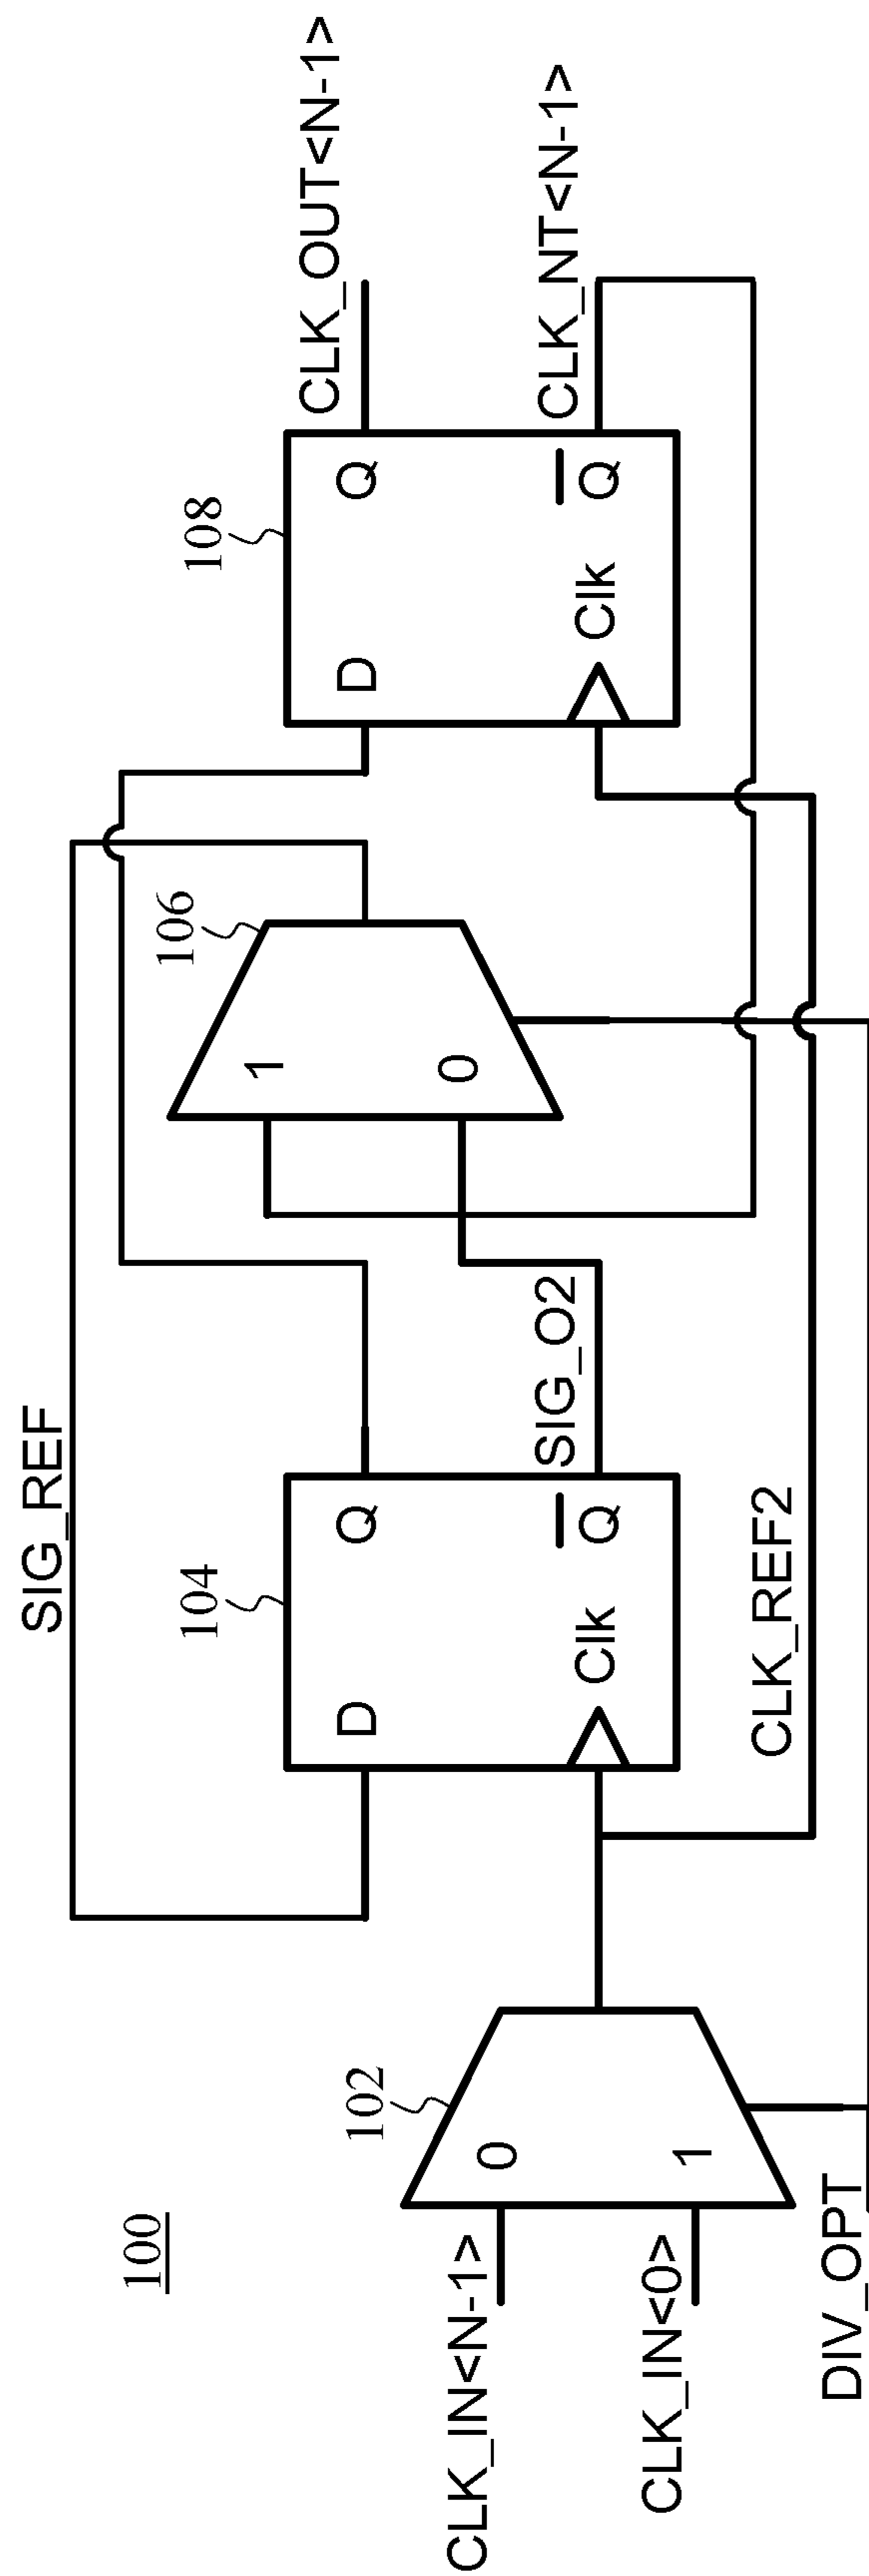 100
CLK_IN<N-1>
CLK_IN<0>
DIV_OPT
102
0
1
SIG_REF
104
D
Q
Clk
Q
SIG_O2
CLK_REF2
106
1
0
108
D
Q
Clk
Q
CLK_OUT<N-1>
CLK_NT<N-1>